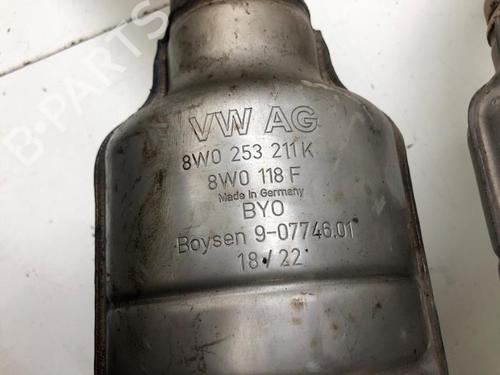 B-PARTS
VW AG
8W0 253 211 K
8W0 118 F
Made in Germany
BYO
Boysen 9-07746.01
18 / 22